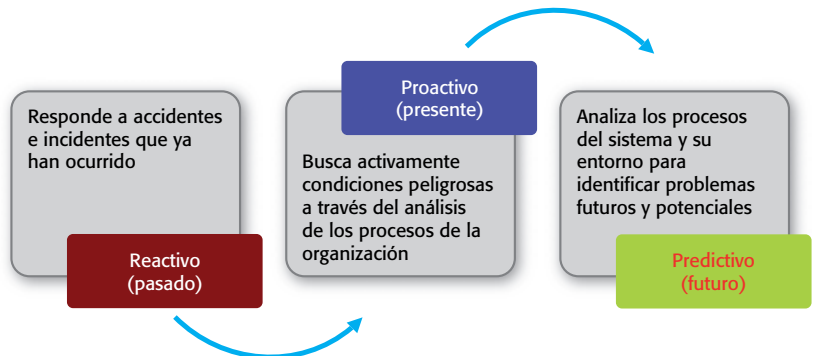 Responde a accidentes
e incidentes que ya
han ocurrido
Reactivo
(pasado)
Proactivo
(presente)
Busca activamente
condiciones peligrosas
a través del análisis
de los procesos de la
organización
Analiza los procesos
del sistema y su
entorno para
identificar problemas
futuros y potenciales
Predictivo
(futuro)